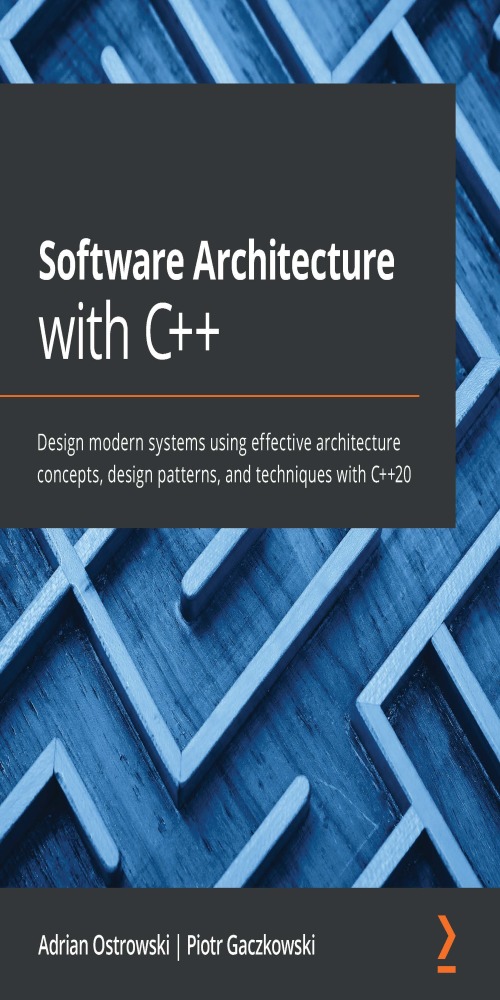 Software Architecture
with C++
Design modern systems using effective architecture
concepts, design patterns, and techniques with C++20
Adrian Ostrowski | Piotr Gaczkowski